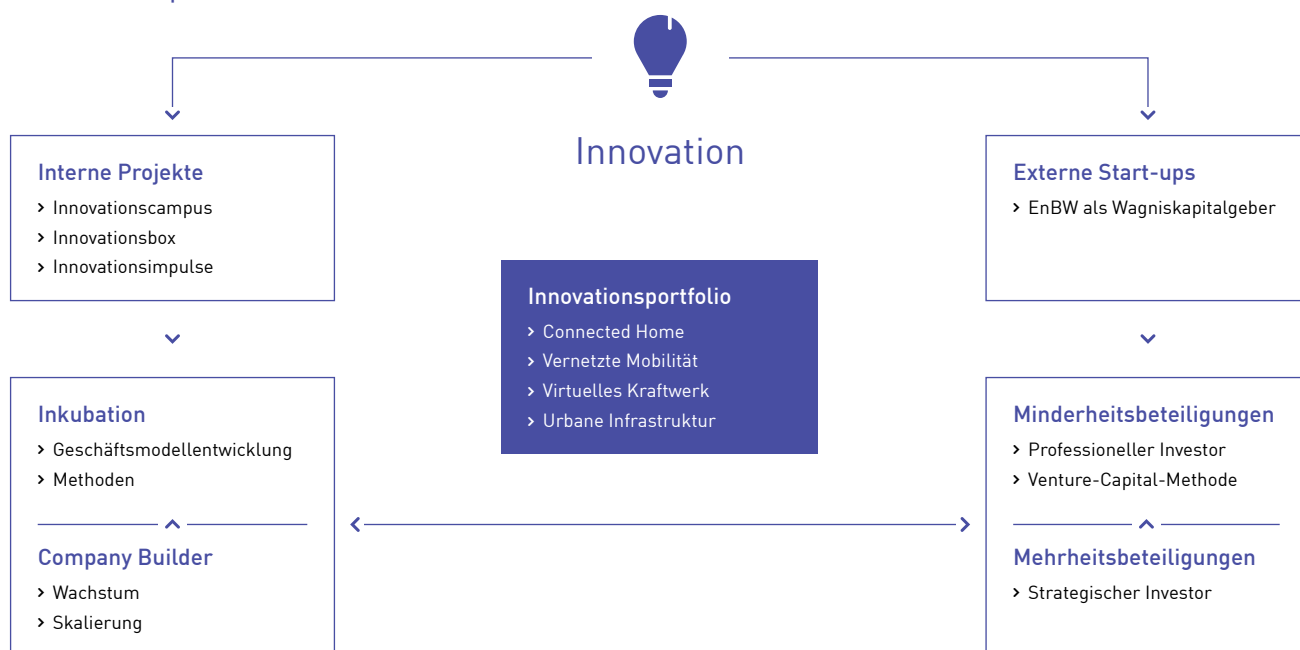 Innovation
Interne Projekte
› Innovationscampus
› Innovationsbox
› Innovationsimpulse
Externe Start-ups
› EnBW als Wagniskapitalgeber
Innovationsportfolio
› Connected Home
› Vernetzte Mobilität
› Virtuelles Kraftwerk
› Urbane Infrastruktur
Inkubation
› Geschäftsmodellentwicklung
› Methoden
Company Builder
› Wachstum
› Skalierung
Minderheitsbeteiligungen
› Professioneller Investor
› Venture-Capital-Methode
Mehrheitsbeteiligungen
› Strategischer Investor